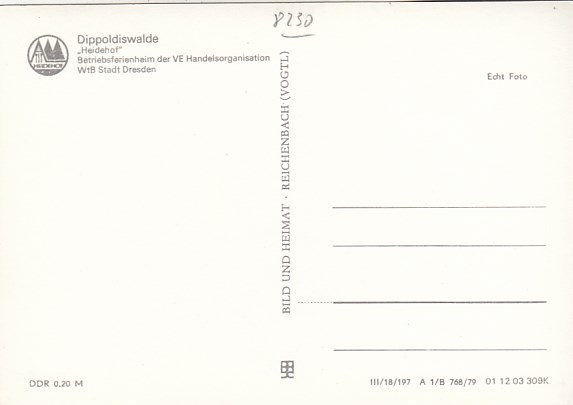 8230
HEIDEHOF
Dippoldiswalde
„Heidehof"
Betriebsferienheim der VE Handelsorganisation
WtB Stadt Dresden
Echt Foto
BILD UND HEIMAT · REICHENBACH (VOGTL)
DDR 0,20 M
III/18/197 A 1/B 768/79 01 12 03 309K